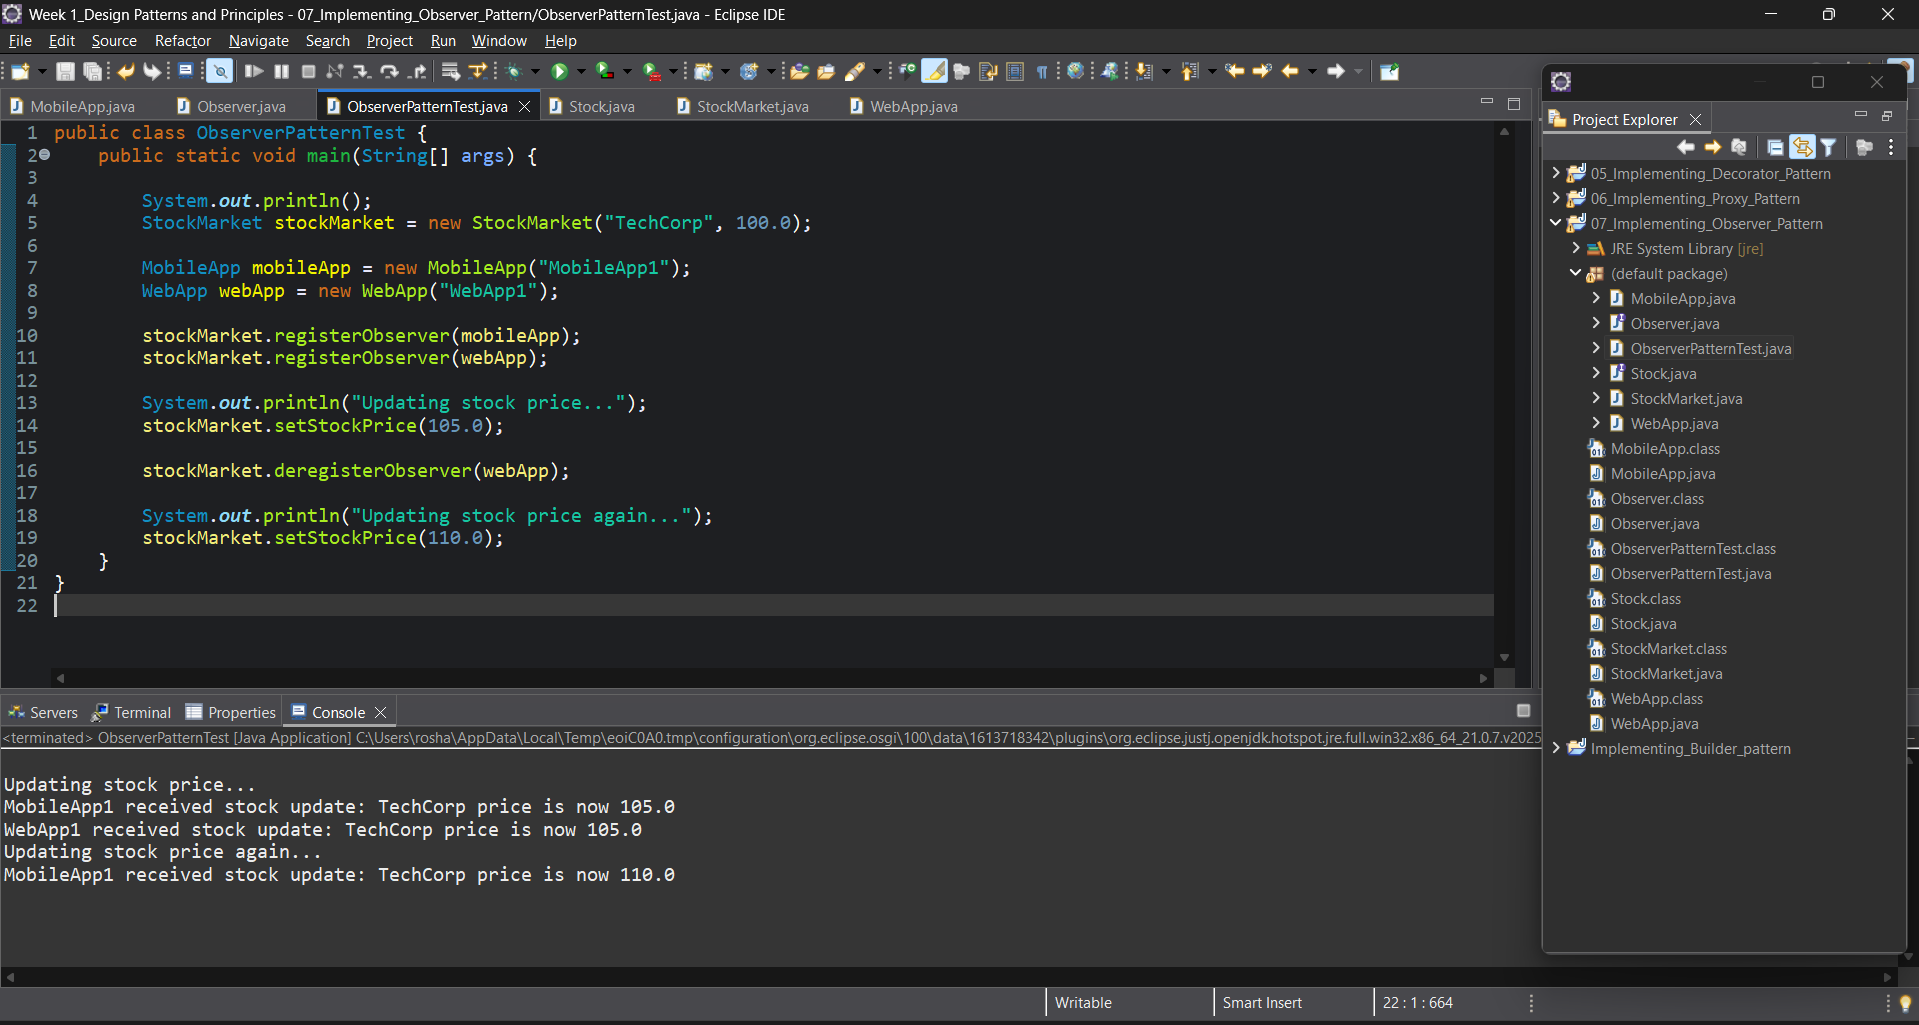 Week 1_Design Patterns and Principles - 07_Implementing_Observer_Pattern/ObserverPatternTest.java - Eclipse IDE
File Edit Source Refactor Navigate Search Project Run Window Help
MobileApp.java Observer.java ObserverPatternTest.java Stock.java StockMarket.java WebApp.java
1 public class ObserverPatternTest {
2 public static void main(String[] args) {
3
4 System.out.println();
5 StockMarket stockMarket = new StockMarket("TechCorp", 100.0);
6
7 MobileApp mobileApp = new MobileApp("MobileApp1");
8 WebApp webApp = new WebApp("WebApp1");
9
10 stockMarket.registerObserver(mobileApp);
11 stockMarket.registerObserver(webApp);
12
13 System.out.println("Updating stock price...");
14 stockMarket.setStockPrice(105.0);
15
16 stockMarket.deregisterObserver(webApp);
17
18 System.out.println("Updating stock price again...");
19 stockMarket.setStockPrice(110.0);
20 }
21 }
22
Servers Terminal Properties Console
<terminated> ObserverPatternTest [Java Application] C:\Users\rosha\AppData\Local\Temp\eoiC0A0.tmp\configuration\org.eclipse.osgi\100\data\1613718342\plugins\org.eclipse.justj.openjdk.hotspot.jre.full.win32.x86_64_21.0.7.v2025
Updating stock price...
MobileApp1 received stock update: TechCorp price is now 105.0
WebApp1 received stock update: TechCorp price is now 105.0
Updating stock price again...
MobileApp1 received stock update: TechCorp price is now 110.0
Project Explorer
05_Implementing_Decorator_Pattern
06_Implementing_Proxy_Pattern
07_Implementing_Observer_Pattern
JRE System Library [jre]
(default package)
MobileApp.java
Observer.java
ObserverPatternTest.java
Stock.java
StockMarket.java
WebApp.java
MobileApp.class
MobileApp.java
Observer.class
Observer.java
ObserverPatternTest.class
ObserverPatternTest.java
Stock.class
Stock.java
StockMarket.class
StockMarket.java
WebApp.class
WebApp.java
Implementing_Builder_pattern
Writable Smart Insert 22 : 1 : 664